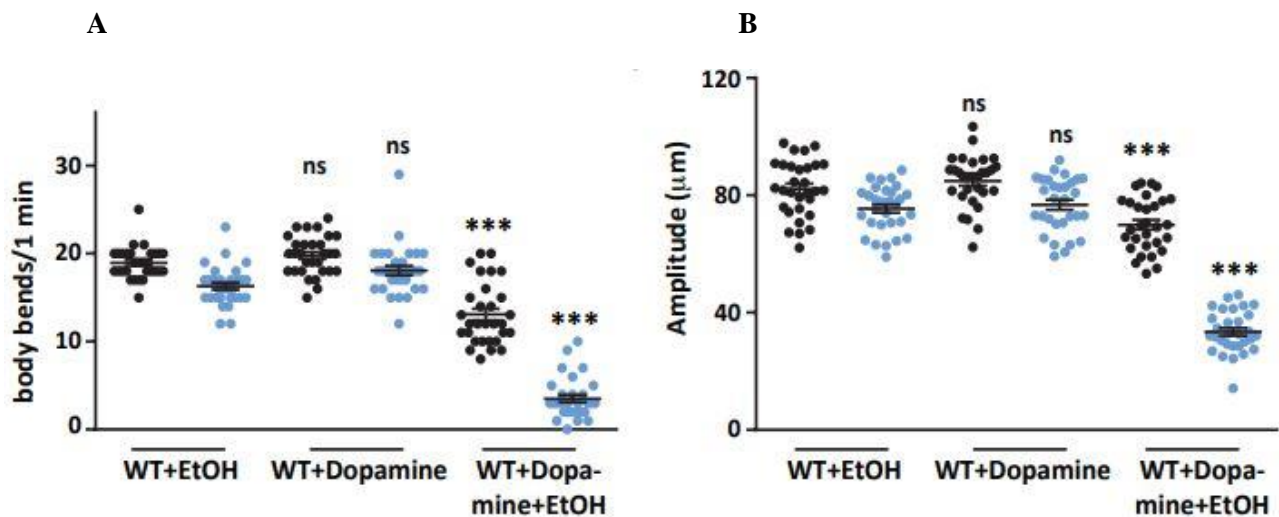 A
B
body bends/1 min
30
20
10
0
ns
ns
***
***
WT+EtOH
WT+Dopamine
WT+Dopa-
mine+EtOH
Amplitude (μm)
120
80
40
0
ns
ns
***
***
WT+EtOH
WT+Dopamine
WT+Dopa-
mine+EtOH